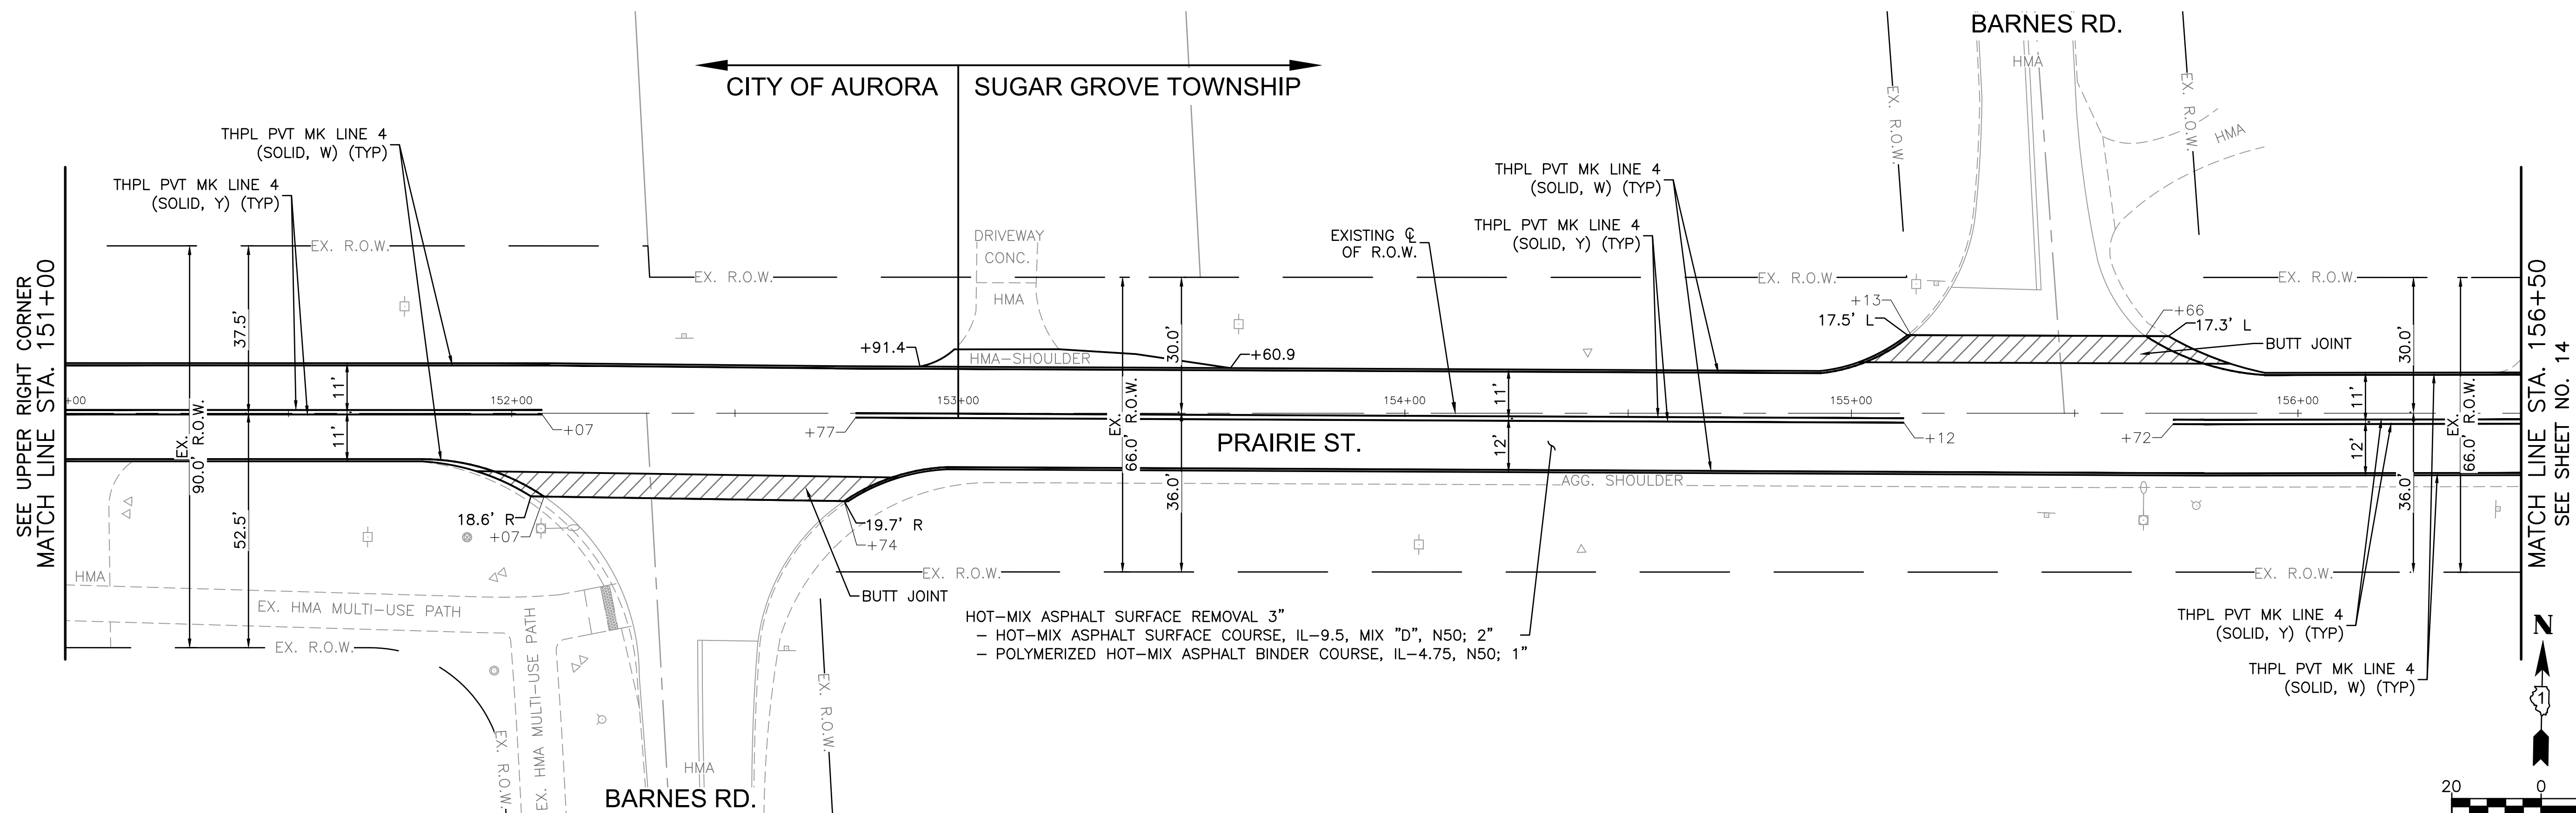 BARNES RD.
CITY OF AURORA
SUGAR GROVE TOWNSHIP
HMA
EX. R.O.W.
EX. R.O.W.
HMA
THPL PVT MK LINE 4
(SOLID, W) (TYP)
THPL PVT MK LINE 4
(SOLID, Y) (TYP)
THPL PVT MK LINE 4
(SOLID, W) (TYP)
THPL PVT MK LINE 4
(SOLID, Y) (TYP)
EXISTING ℄
OF R.O.W.
DRIVEWAY
CONC.
HMA
EX. R.O.W.
EX. R.O.W.
EX. R.O.W.
EX. R.O.W.
SEE UPPER RIGHT CORNER
MATCH LINE STA. 151+00
37.5'
+91.4
HMA-SHOULDER
+60.9
30.0'
+13
17.5' L
+66
17.3' L
BUTT JOINT
30.0'
MATCH LINE STA. 156+50
SEE SHEET NO. 14
+00
11'
152+00
153+00
154+00
11'
155+00
156+00
11'
EX.
90.0' R.O.W.
11'
+07
+77
EX.
66.0' R.O.W.
PRAIRIE ST.
12'
+12
+72
12'
EX.
66.0' R.O.W.
52.5'
18.6' R
+07
19.7' R
+74
36.0'
AGG. SHOULDER
36.0'
HMA
EX. R.O.W.
EX. R.O.W.
BUTT JOINT
EX. HMA MULTI-USE PATH
EX. HMA MULTI-USE PATH
EX. R.O.W.
HOT-MIX ASPHALT SURFACE REMOVAL 3"
- HOT-MIX ASPHALT SURFACE COURSE, IL-9.5, MIX "D", N50; 2"
- POLYMERIZED HOT-MIX ASPHALT BINDER COURSE, IL-4.75, N50; 1"
THPL PVT MK LINE 4
(SOLID, Y) (TYP)
THPL PVT MK LINE 4
(SOLID, W) (TYP)
N
1
EX. R.O.W.
EX. R.O.W.
HMA
BARNES RD.
20
0